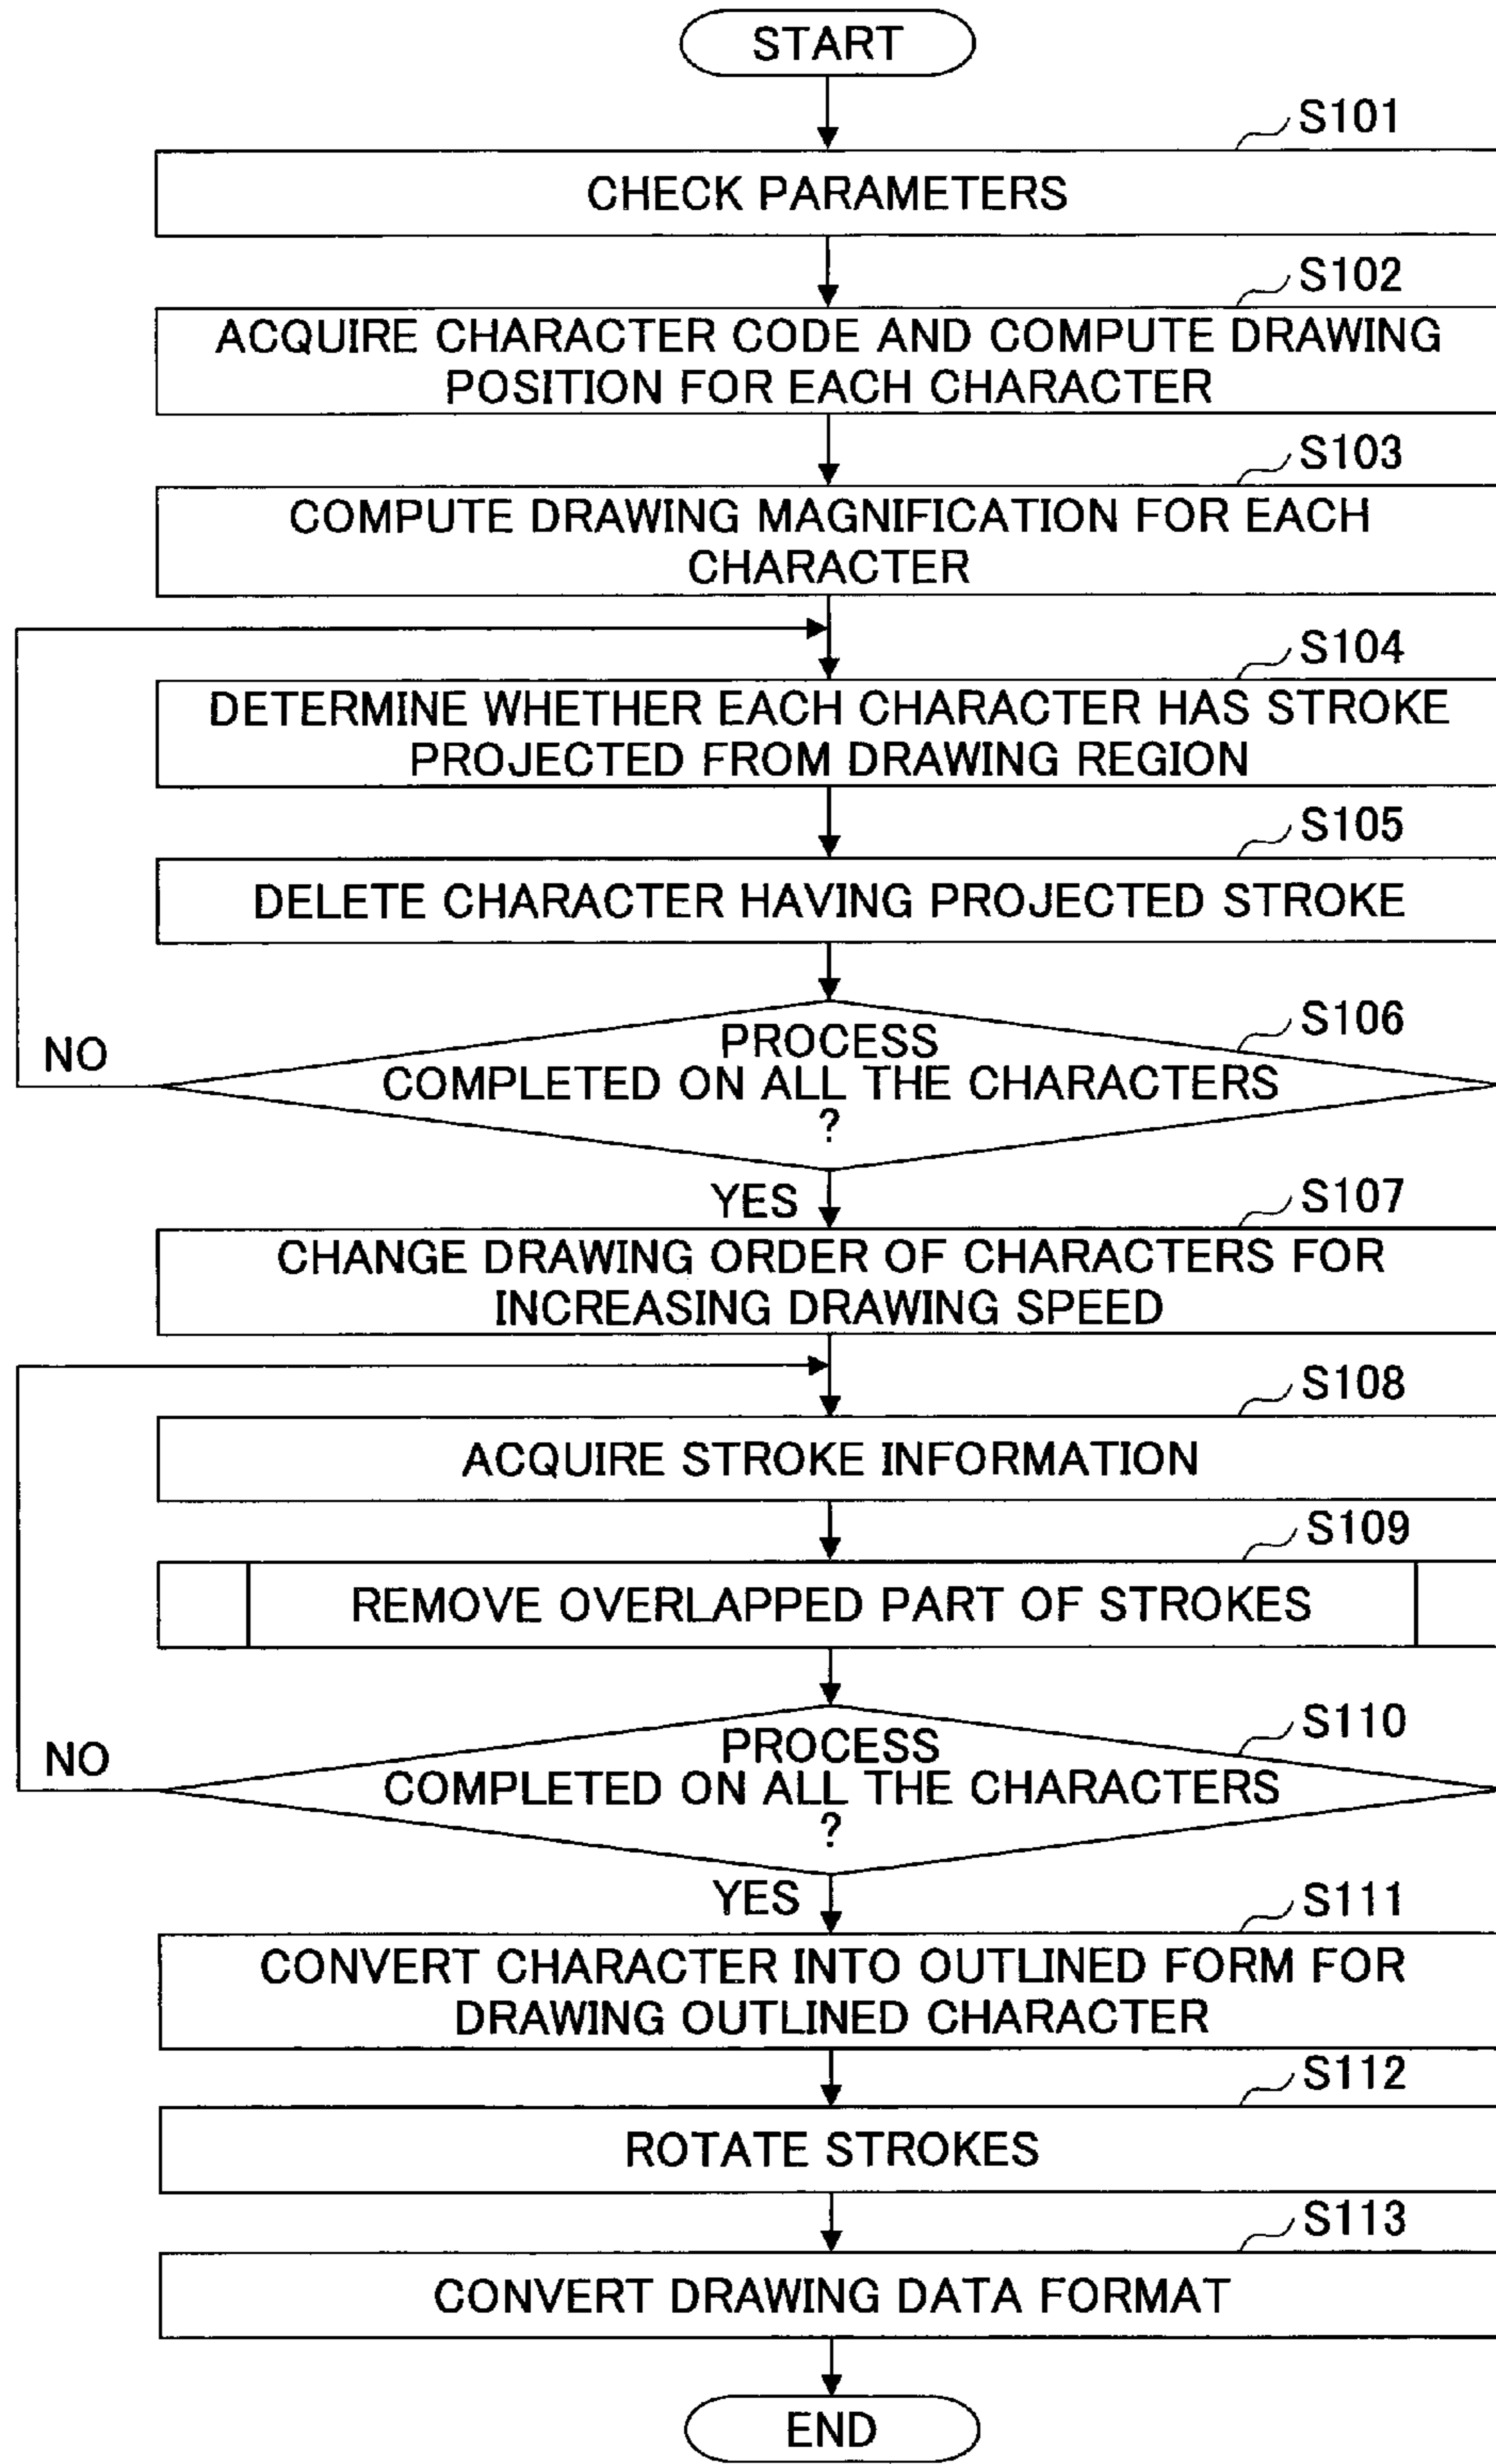 START
S101
CHECK PARAMETERS
S102
ACQUIRE CHARACTER CODE AND COMPUTE DRAWING
POSITION FOR EACH CHARACTER
S103
COMPUTE DRAWING MAGNIFICATION FOR EACH
CHARACTER
S104
DETERMINE WHETHER EACH CHARACTER HAS STROKE
PROJECTED FROM DRAWING REGION
S105
DELETE CHARACTER HAVING PROJECTED STROKE
S106
PROCESS
COMPLETED ON ALL THE CHARACTERS
?
NO
YES
S107
CHANGE DRAWING ORDER OF CHARACTERS FOR
INCREASING DRAWING SPEED
S108
ACQUIRE STROKE INFORMATION
S109
REMOVE OVERLAPPED PART OF STROKES
S110
PROCESS
COMPLETED ON ALL THE CHARACTERS
?
NO
YES
S111
CONVERT CHARACTER INTO OUTLINED FORM FOR
DRAWING OUTLINED CHARACTER
S112
ROTATE STROKES
S113
CONVERT DRAWING DATA FORMAT
END